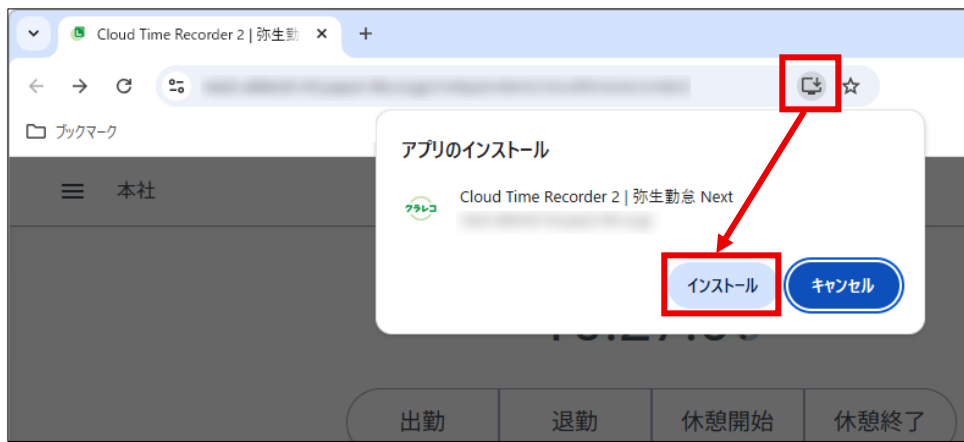 Cloud Time Recorder 2 | 弥生勤
ブックマーク
本社
アプリのインストール
クラレコ
Cloud Time Recorder 2 | 弥生勤怠 Next
インストール
キャンセル
出勤
退勤
休憩開始
休憩終了